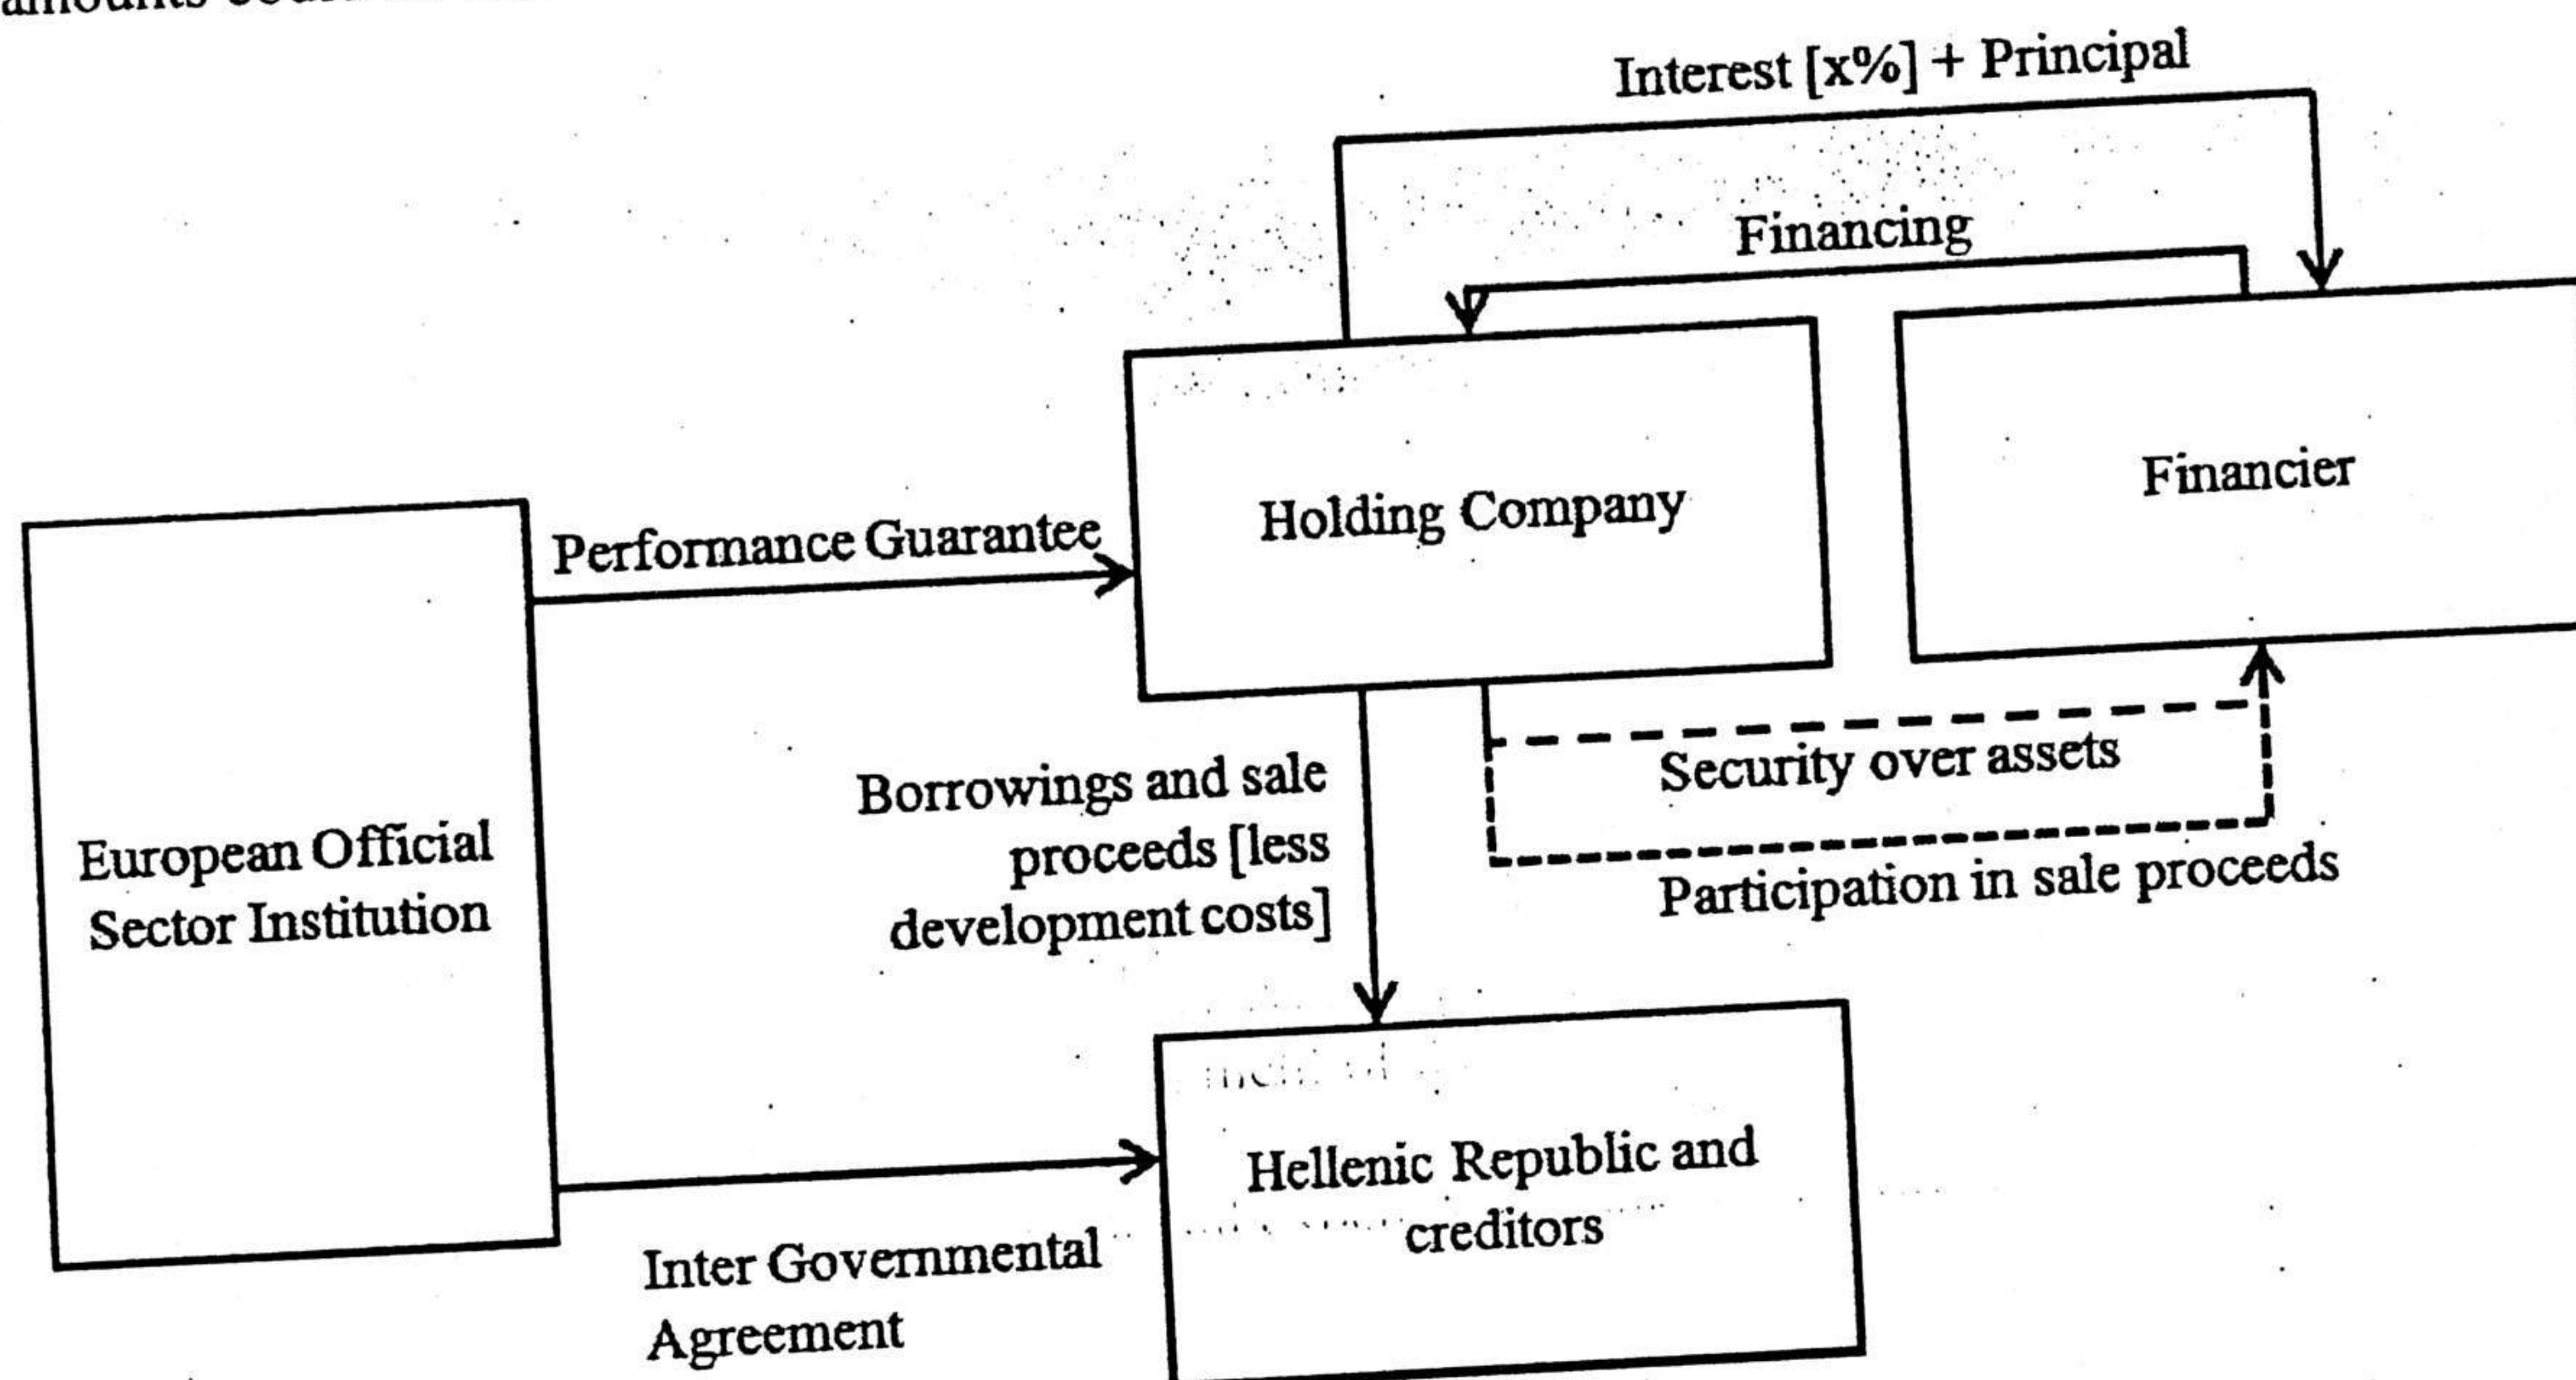 amounts
Interest [x%] + Principal
Financing
Holding Company
Financier
Performance Guarantee
European Official
Sector Institution
Borrowings and sale
proceeds [less
development costs]
Security over assets
Participation in sale proceeds
Hellenic Republic and
creditors
Inter Governmental
Agreement